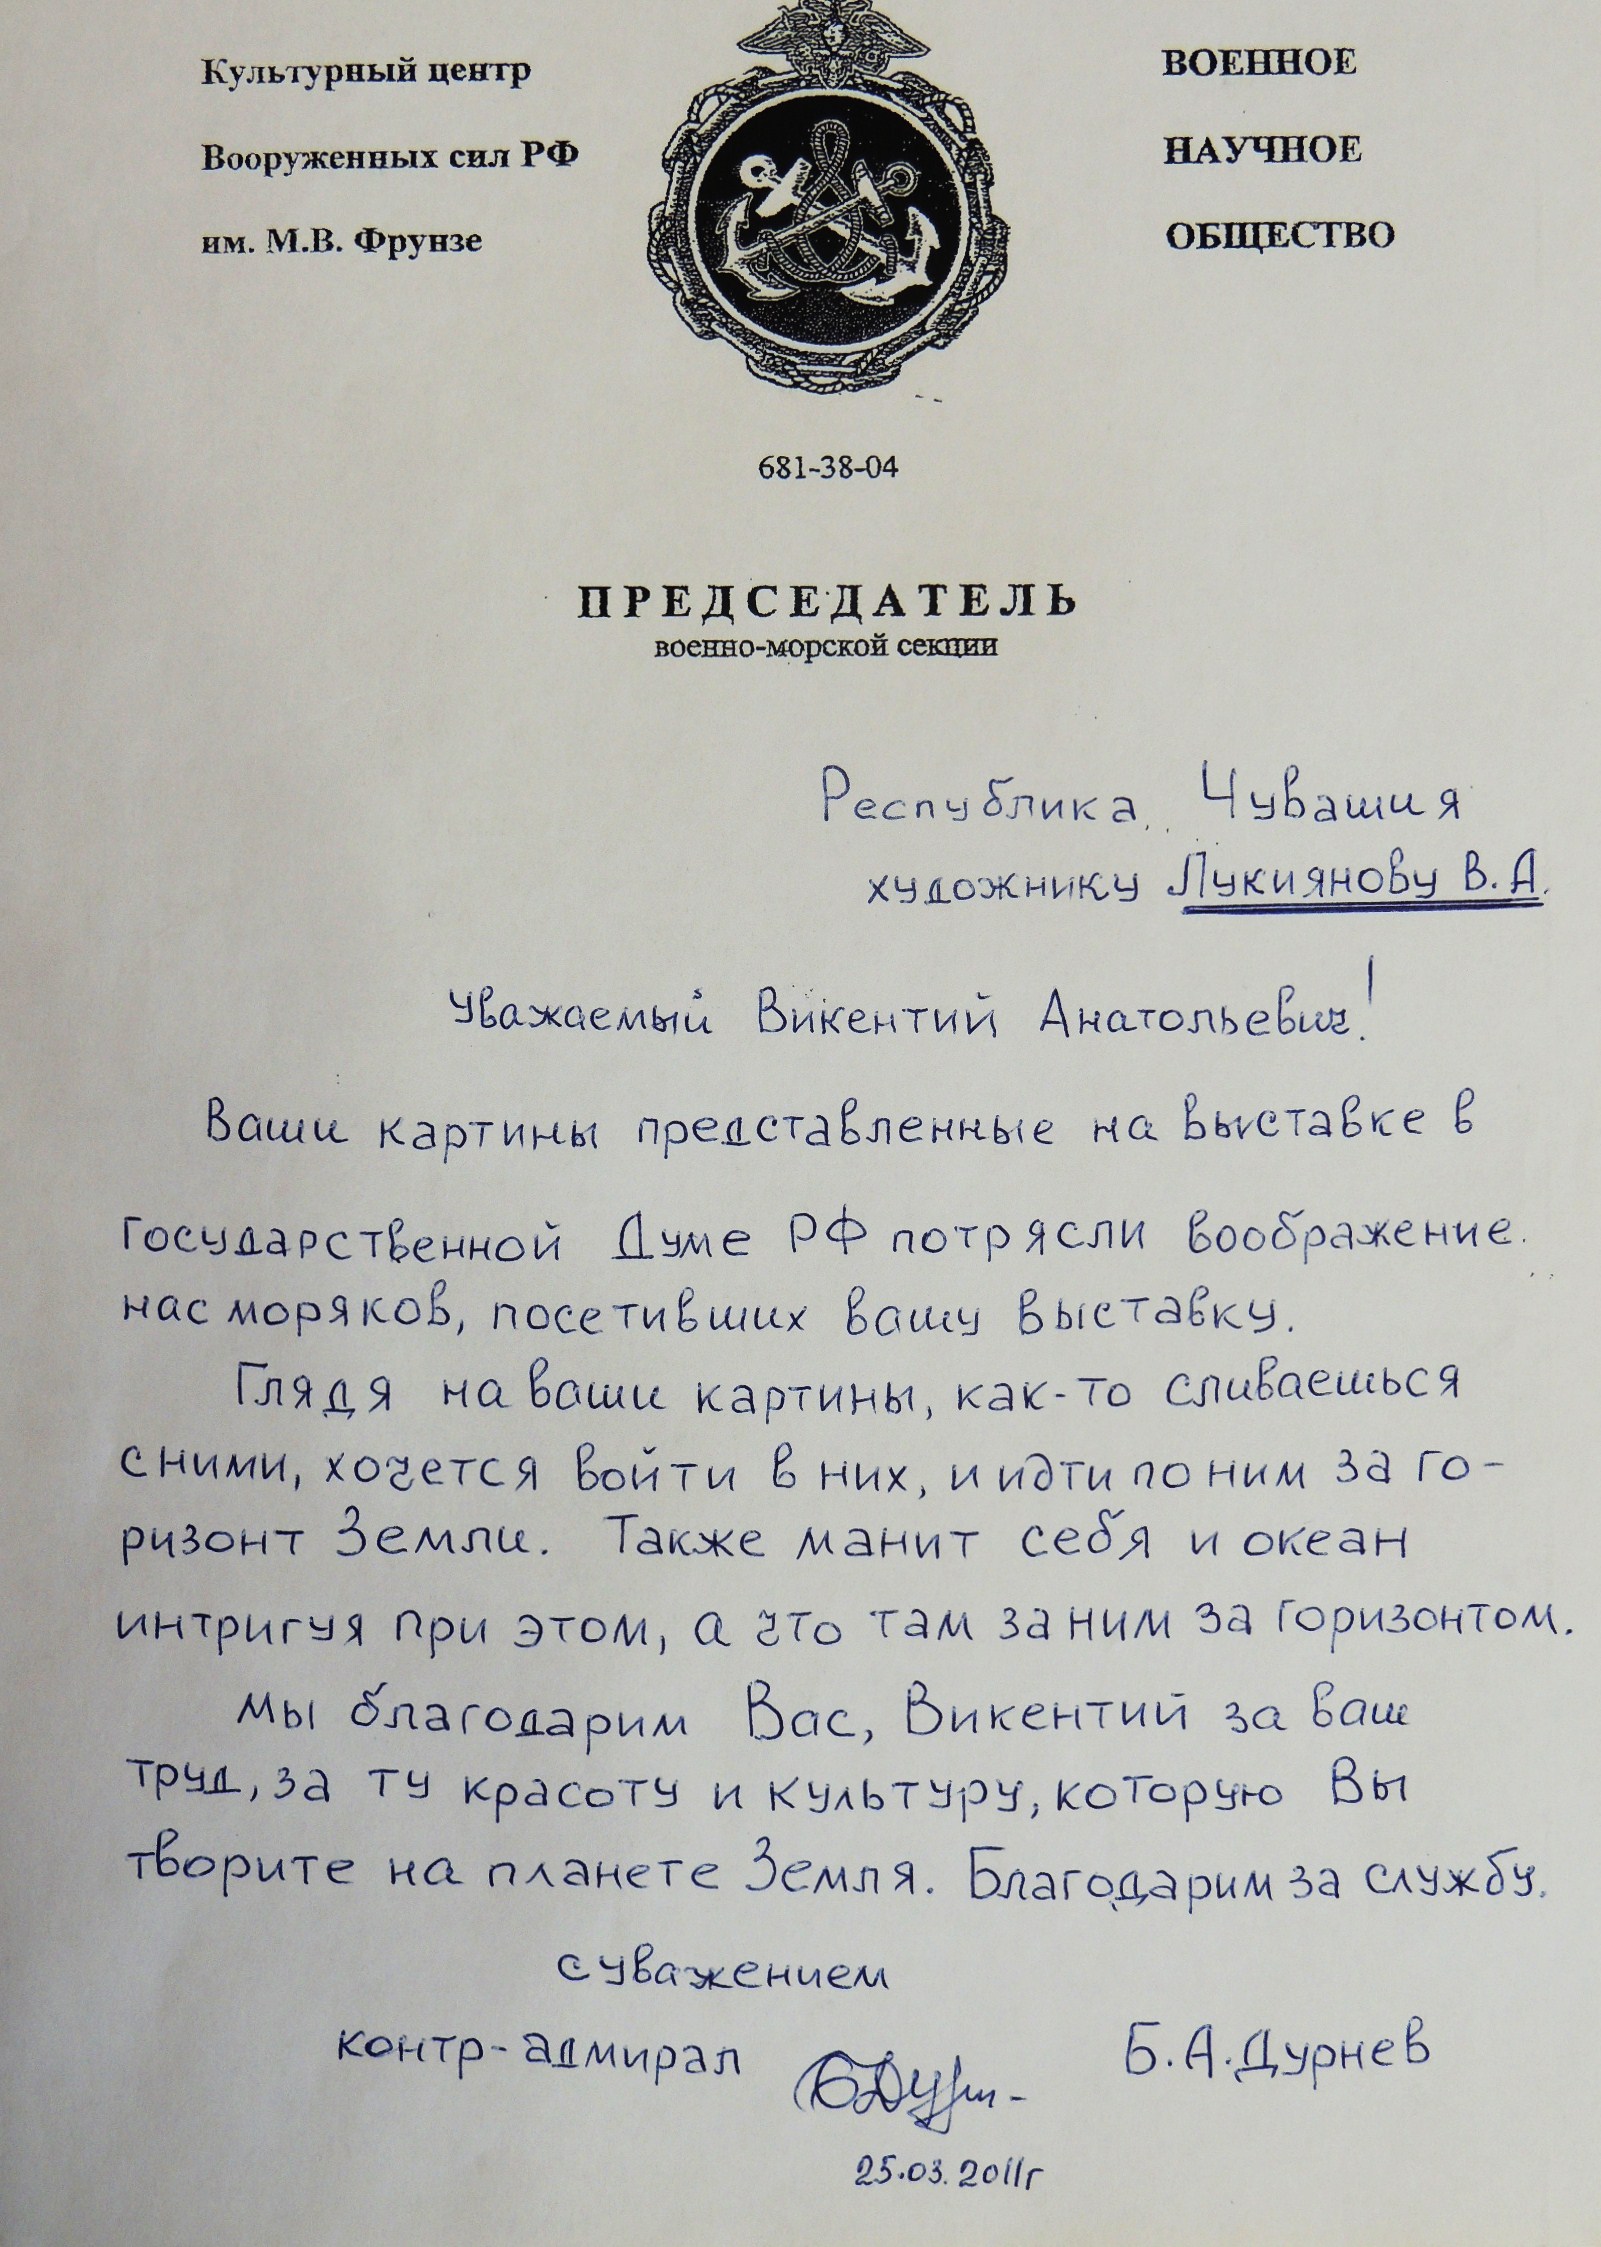 Культурный центр
Вооруженных сил РФ
им. М.В. Фрунзе
ВОЕННОЕ
НАУЧНОЕ
ОБЩЕСТВО
681-38-04
ПРЕДСЕДАТЕЛЬ
военно-морской секции
Республика Чувашия
художнику Лукиянову В.А.
Уважаемый Викентий Анатольевич!
Ваши картины представленные на выставке в
государственной Думе РФ потрясли воображение
нас моряков, посетивших вашу выставку.
Глядя на ваши картины, как-то сливаешься
с ними, хочется войти в них, и идти по ним за го-
ризонт Земли. Также манит себя и океан
интригуя при этом, а что там за ним за горизонтом.
Мы благодарим Вас, Викентий за ваш
труд, за ту красоту и культуру, которую Вы
творите на планете Земля. Благодарим за службу.
с уважением
контр-адмирал Б.А.Дурнев
25.03.2011г